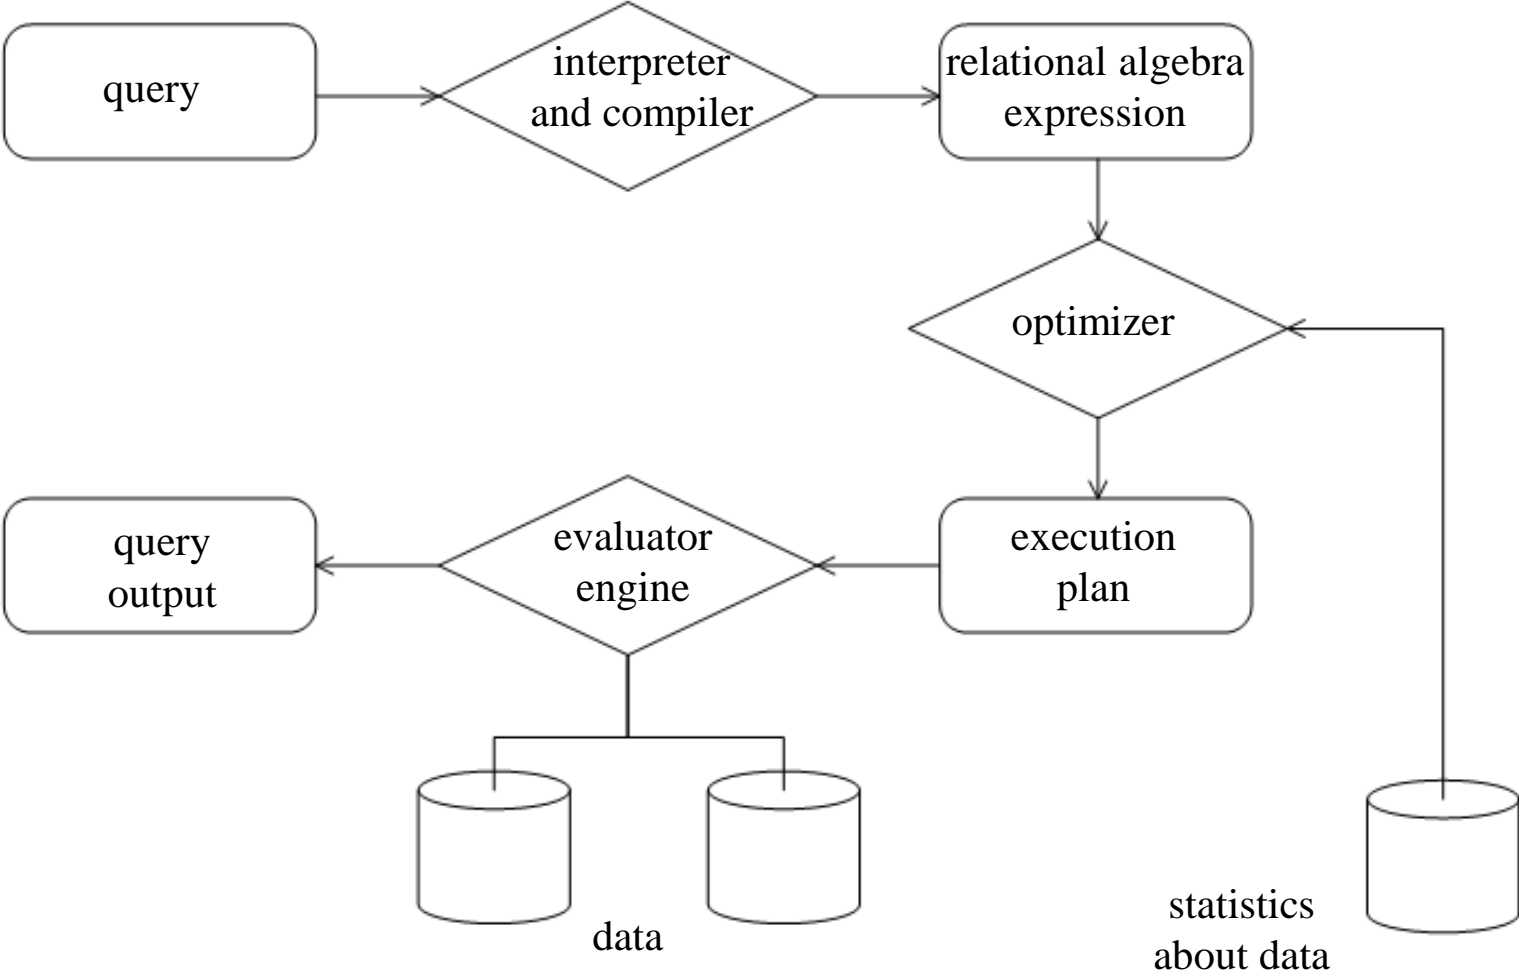 query
interpreter
and compiler
relational algebra
expression
optimizer
query
output
evaluator
engine
execution
plan
data
statistics
about data